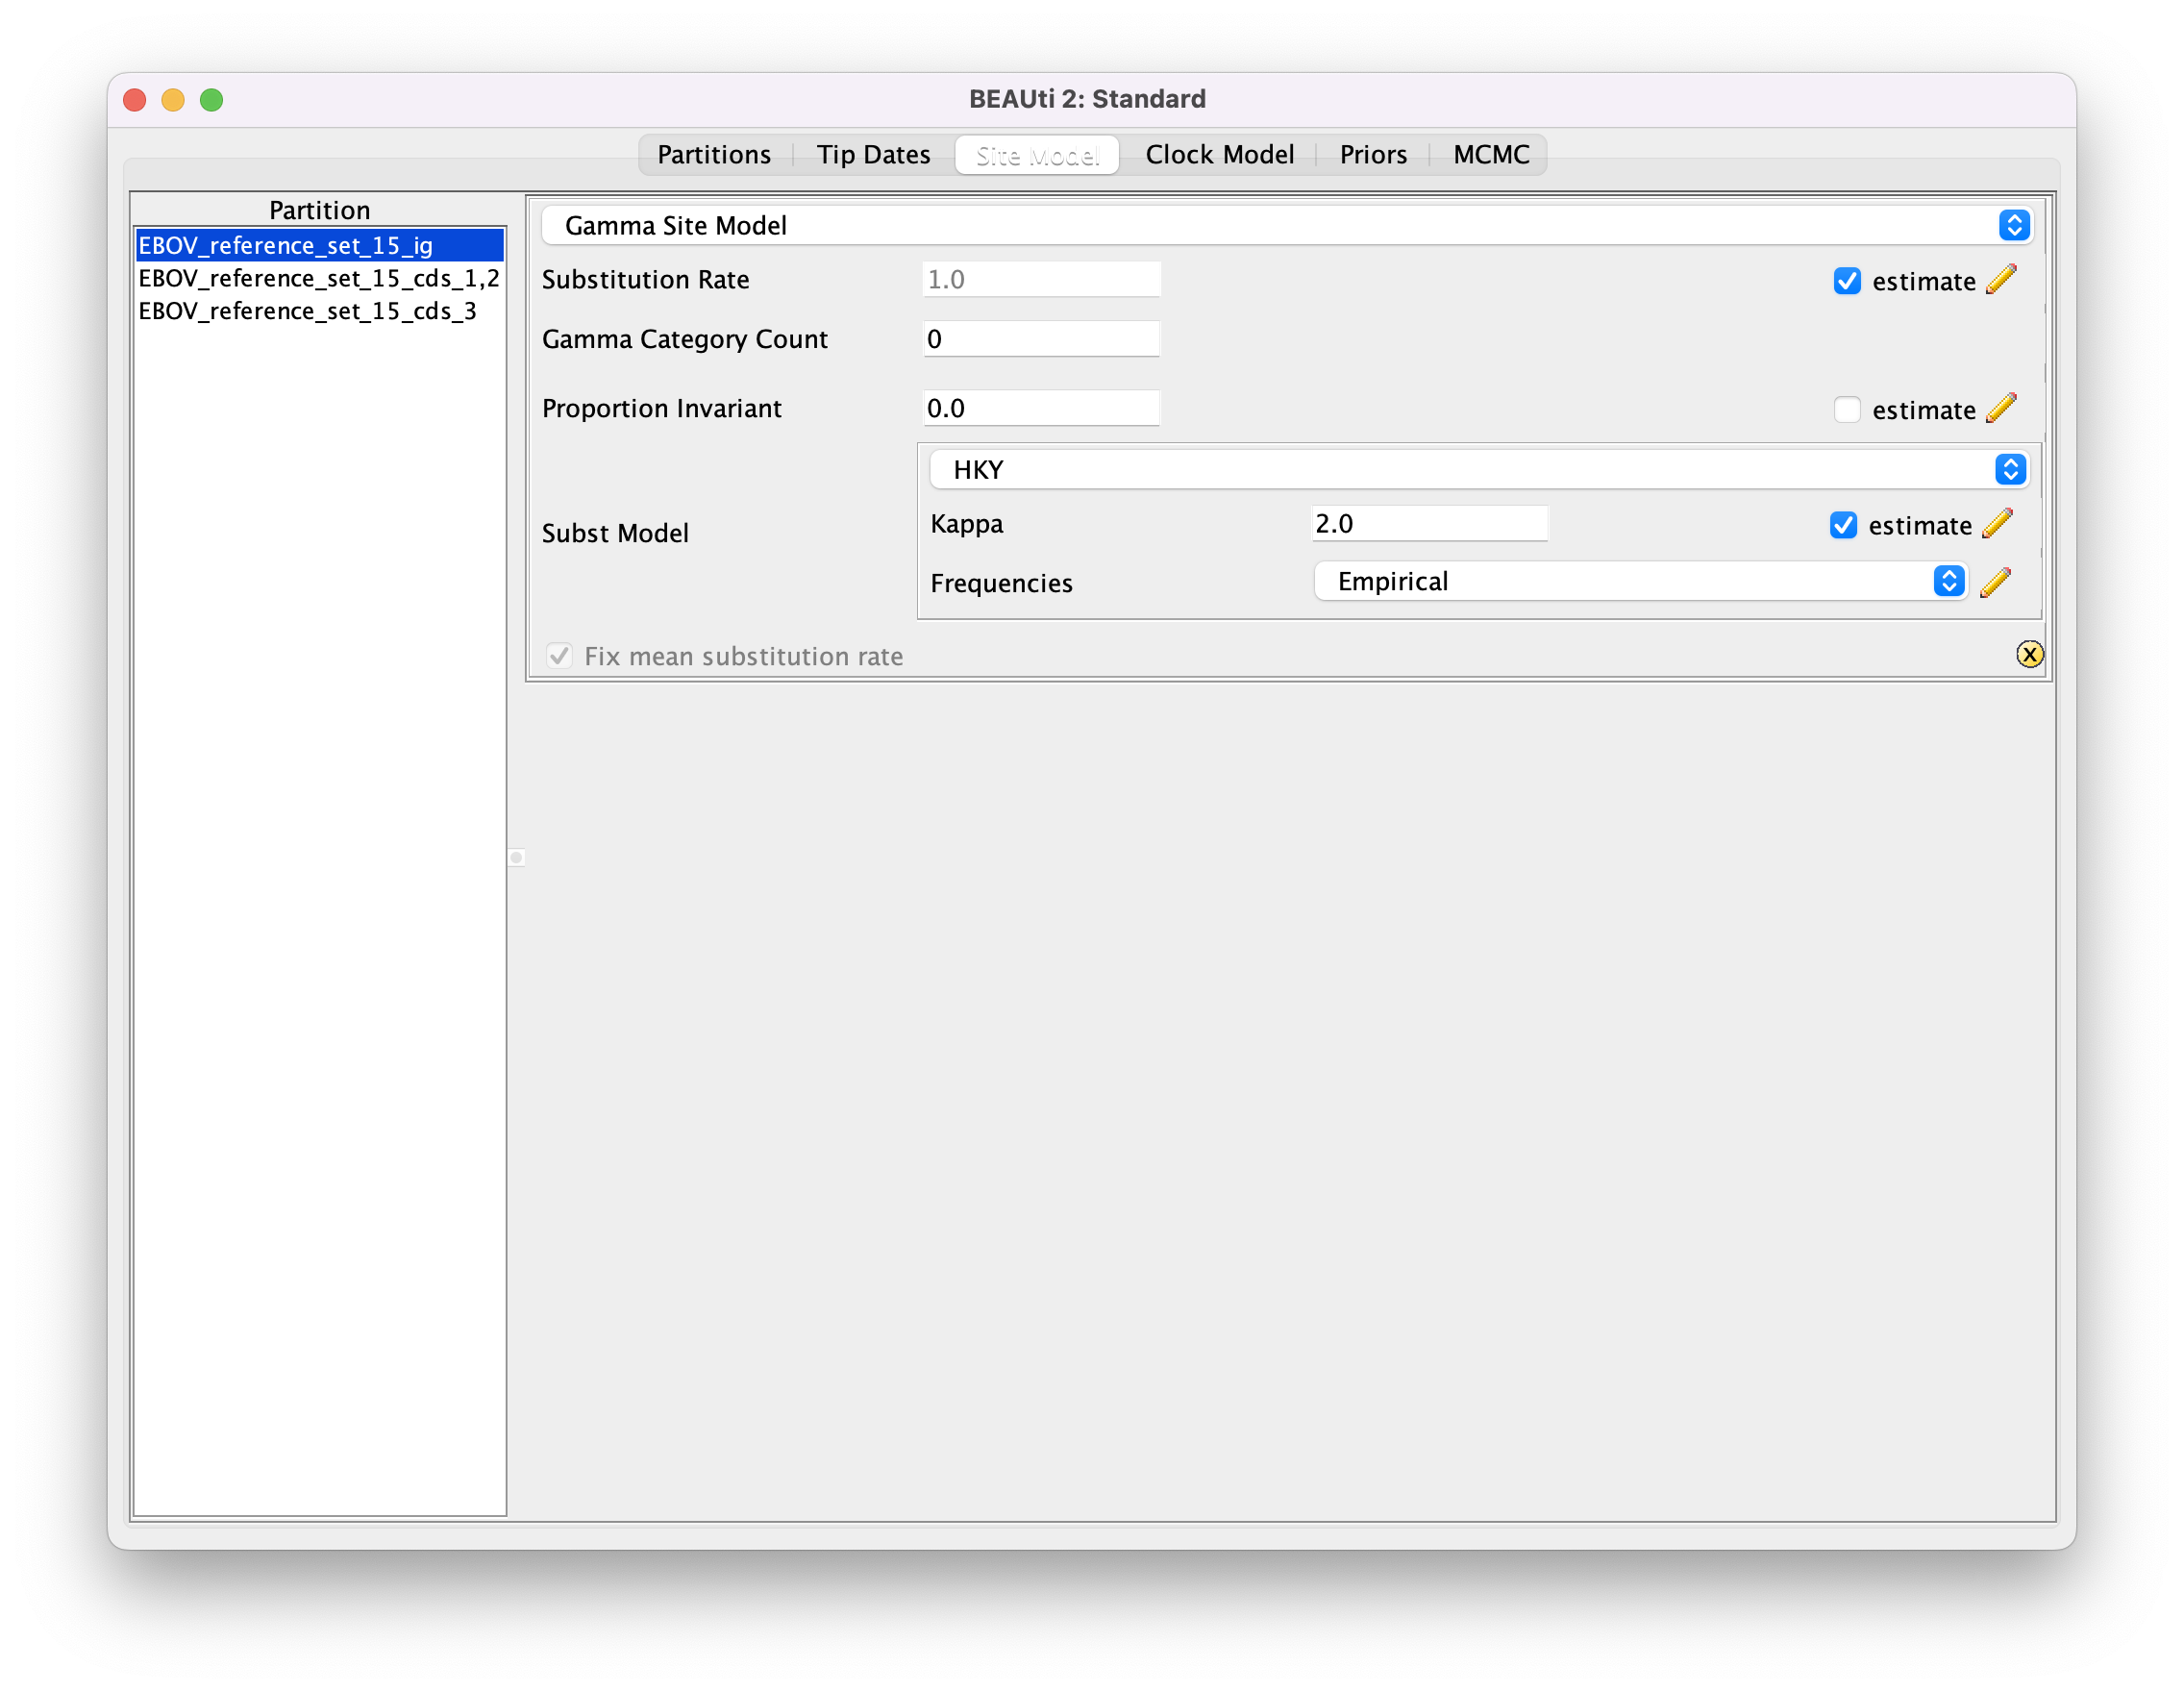 BEAUti 2: Standard
Partitions Tip Dates Site Model Clock Model Priors MCMC
Partition
EBOV_reference_set_15_ig
EBOV_reference_set_15_cds_1,2
EBOV_reference_set_15_cds_3
Gamma Site Model
Substitution Rate 1.0 estimate
Gamma Category Count 0
Proportion Invariant 0.0 estimate
HKY
Subst Model
Kappa 2.0 estimate
Frequencies Empirical
Fix mean substitution rate
x